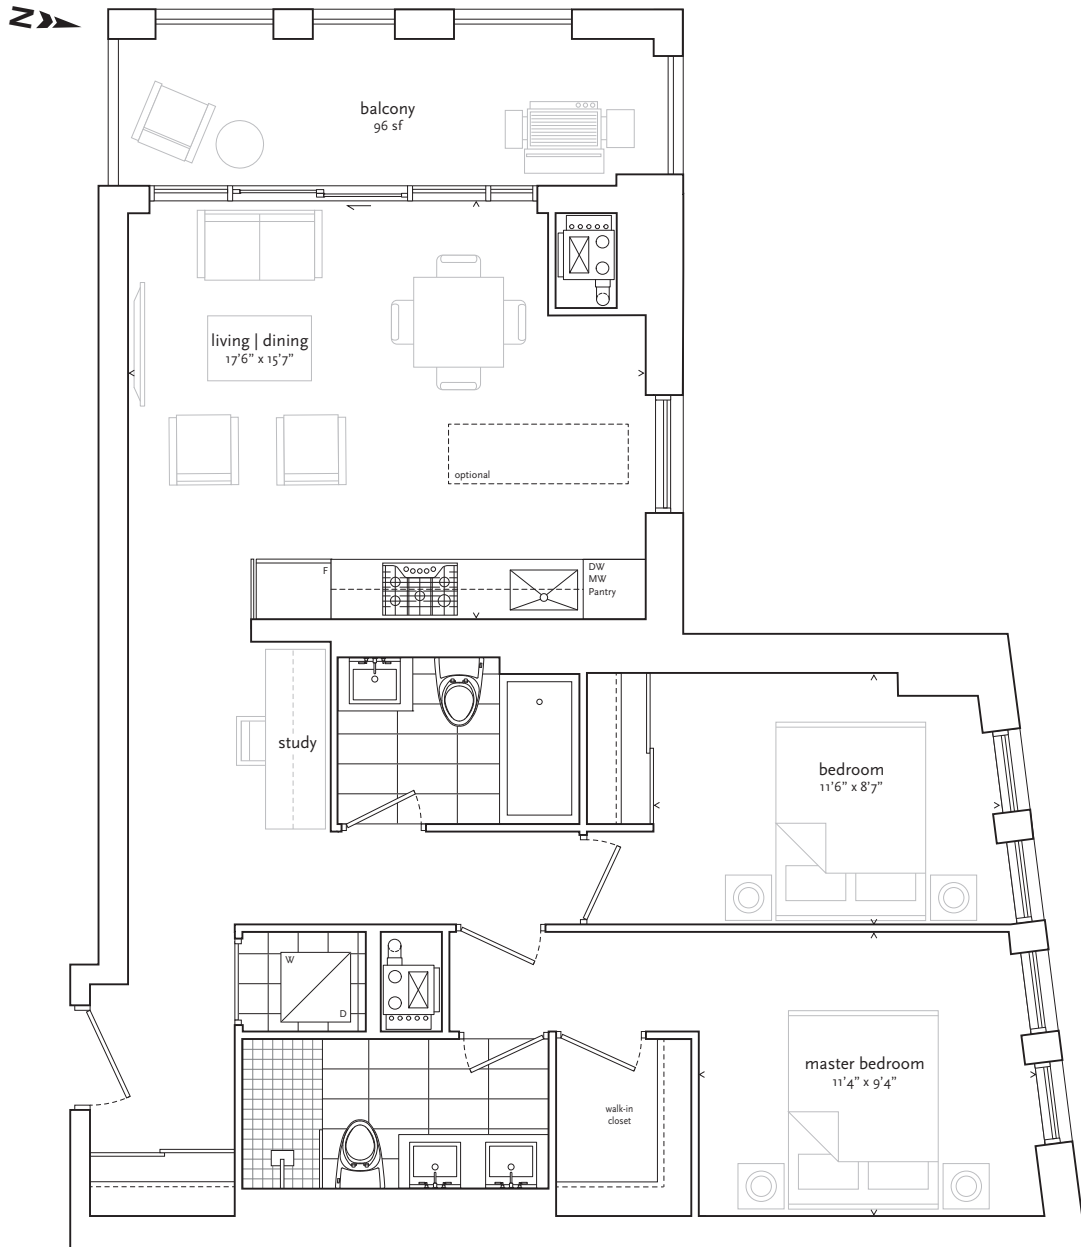 N
balcony
96 sf
living | dining
17'6" x 15'7"
optional
F
DW
MW
Pantry
study
bedroom
11'6" x 8'7"
W
D
master bedroom
11'4" x 9'4"
walk-in
closet